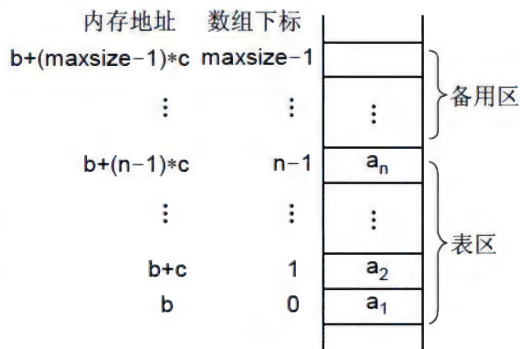 内存地址 数组下标
b+(maxsize-1)*c maxsize-1
⋮ ⋮ ⋮ 备用区
b+(n-1)*c n-1 aₙ
⋮ ⋮ ⋮ 表区
b+c 1 a₂
b 0 a₁